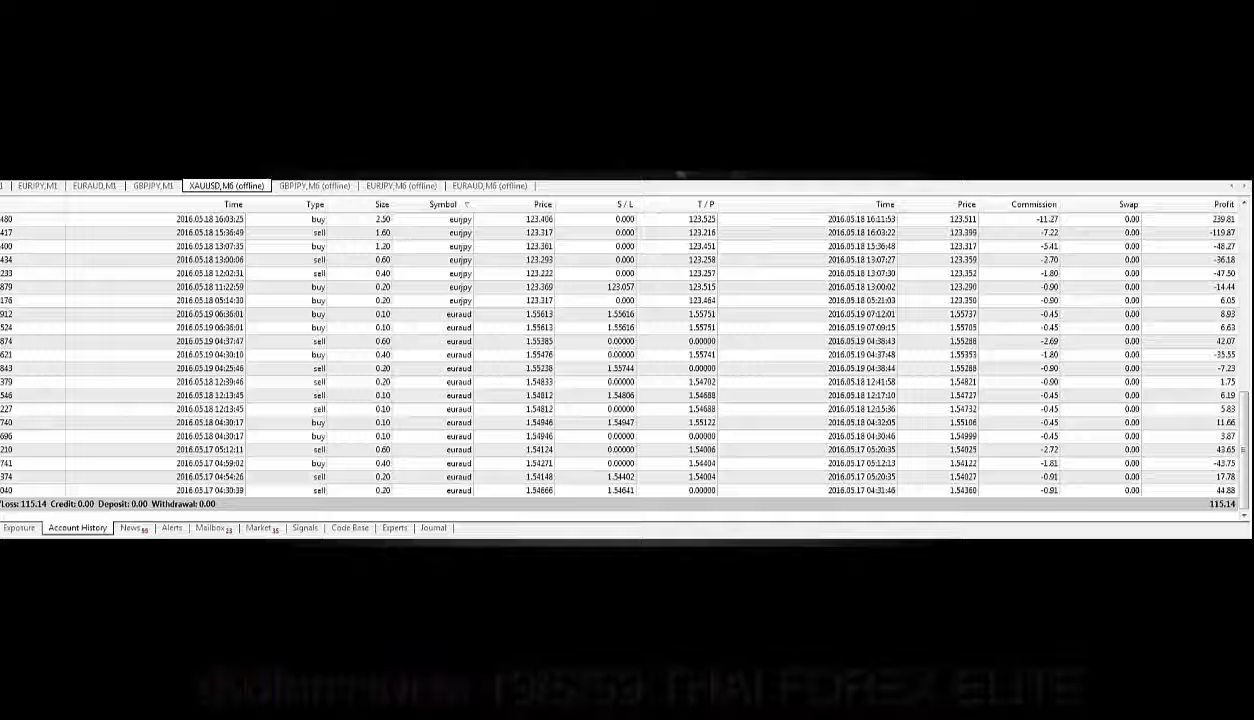 EURJPY,M1 EURAUD,M1 GBPJPY,M1 XAUUSD,M6 (offline) GBPJPY,M6 (offline) EURJPY,M6 (offline) EURAUD,M6 (offline)
Time Type Size Symbol Price S / L T / P Time Price Commission Swap Profit
480 2016.05.18 16:03:25 buy 2.50 eurjpy 123.406 0.000 123.525 2016.05.18 16:11:53 123.511 -11.27 0.00 239.81
417 2016.05.18 15:36:49 sell 1.60 eurjpy 123.317 0.000 123.216 2016.05.18 16:03:22 123.399 -7.22 0.00 -119.87
400 2016.05.18 13:07:35 buy 1.20 eurjpy 123.361 0.000 123.451 2016.05.18 15:36:48 123.317 -5.41 0.00 -48.27
434 2016.05.18 13:00:06 sell 0.60 eurjpy 123.293 0.000 123.258 2016.05.18 13:07:27 123.359 -2.70 0.00 -36.18
233 2016.05.18 12:02:31 sell 0.40 eurjpy 123.222 0.000 123.257 2016.05.18 13:07:30 123.352 -1.80 0.00 -47.50
879 2016.05.18 11:22:59 buy 0.20 eurjpy 123.369 123.057 123.515 2016.05.18 13:00:02 123.290 -0.90 0.00 -14.44
176 2016.05.18 05:14:30 buy 0.20 eurjpy 123.317 0.000 123.464 2016.05.18 05:21:03 123.350 -0.90 0.00 6.05
912 2016.05.19 06:36:01 buy 0.10 euraud 1.55613 1.55616 1.55751 2016.05.19 07:12:01 1.55737 -0.45 0.00 8.93
524 2016.05.19 06:36:01 buy 0.10 euraud 1.55613 1.55616 1.55751 2016.05.19 07:09:15 1.55705 -0.45 0.00 6.63
874 2016.05.19 04:37:47 sell 0.60 euraud 1.55385 0.00000 0.00000 2016.05.19 04:38:43 1.55288 -2.69 0.00 42.07
621 2016.05.19 04:30:10 buy 0.40 euraud 1.55476 0.00000 1.55741 2016.05.19 04:37:48 1.55353 -1.80 0.00 -35.55
843 2016.05.19 04:25:46 sell 0.20 euraud 1.55238 1.55744 0.00000 2016.05.19 04:38:44 1.55288 -0.90 0.00 -7.23
379 2016.05.18 12:39:46 sell 0.20 euraud 1.54833 0.00000 1.54702 2016.05.18 12:41:58 1.54821 -0.90 0.00 1.75
546 2016.05.18 12:13:45 sell 0.10 euraud 1.54812 1.54806 1.54688 2016.05.18 12:17:10 1.54727 -0.45 0.00 6.19
227 2016.05.18 12:13:45 sell 0.10 euraud 1.54812 0.00000 1.54688 2016.05.18 12:15:36 1.54732 -0.45 0.00 5.83
740 2016.05.18 04:30:17 buy 0.10 euraud 1.54946 1.54947 1.55122 2016.05.18 04:32:05 1.55106 -0.45 0.00 11.66
696 2016.05.18 04:30:17 buy 0.10 euraud 1.54946 0.00000 0.00000 2016.05.18 04:30:46 1.54999 -0.45 0.00 3.87
210 2016.05.17 05:12:11 sell 0.60 euraud 1.54124 0.00000 1.54006 2016.05.17 05:20:35 1.54025 -2.72 0.00 43.65
741 2016.05.17 04:59:02 buy 0.40 euraud 1.54271 0.00000 1.54404 2016.05.17 05:12:13 1.54122 -1.81 0.00 -43.75
374 2016.05.17 04:54:26 sell 0.20 euraud 1.54148 1.54402 1.54004 2016.05.17 05:20:35 1.54027 -0.91 0.00 17.78
040 2016.05.17 04:30:39 sell 0.20 euraud 1.54666 1.54641 0.00000 2016.05.17 04:31:46 1.54360 -0.91 0.00 44.88
/Loss: 115.14 Credit: 0.00 Deposit: 0.00 Withdrawal: 0.00 115.14
Exposure Account History News 99 Alerts Mailbox 23 Market Signals Code Base Experts Journal
19/5/59 THAI FOREX ELITE